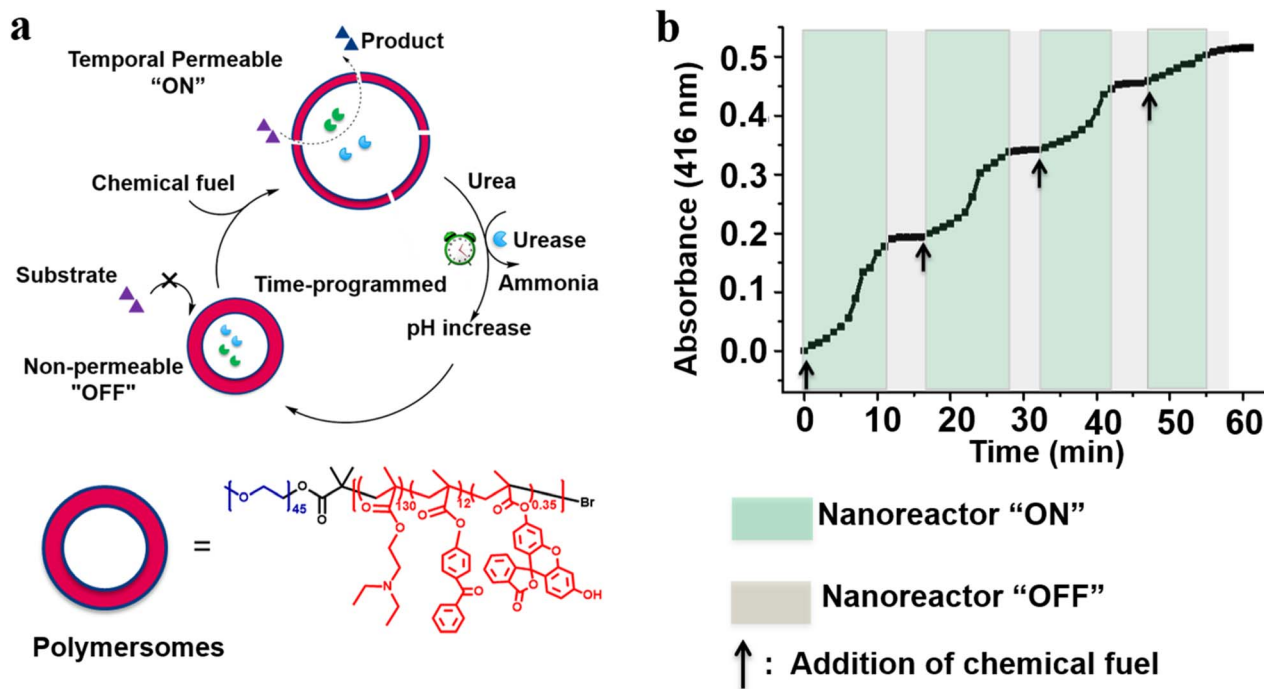 a
Temporal Permeable
“ON”
Product
Chemical fuel
Urea
Urease
Ammonia
Substrate
Time-programmed
pH increase
Non-permeable
"OFF"
Polymersomes
=
O
45
O
O
130
12
0.35
Br
O
O
O
O
O
O
N
O
O
O
O
OH
b
Absorbance (416 nm)
0.5
0.4
0.3
0.2
0.1
0.0
0
10
20
30
40
50
60
Time (min)
Nanoreactor “ON”
Nanoreactor “OFF”
: Addition of chemical fuel